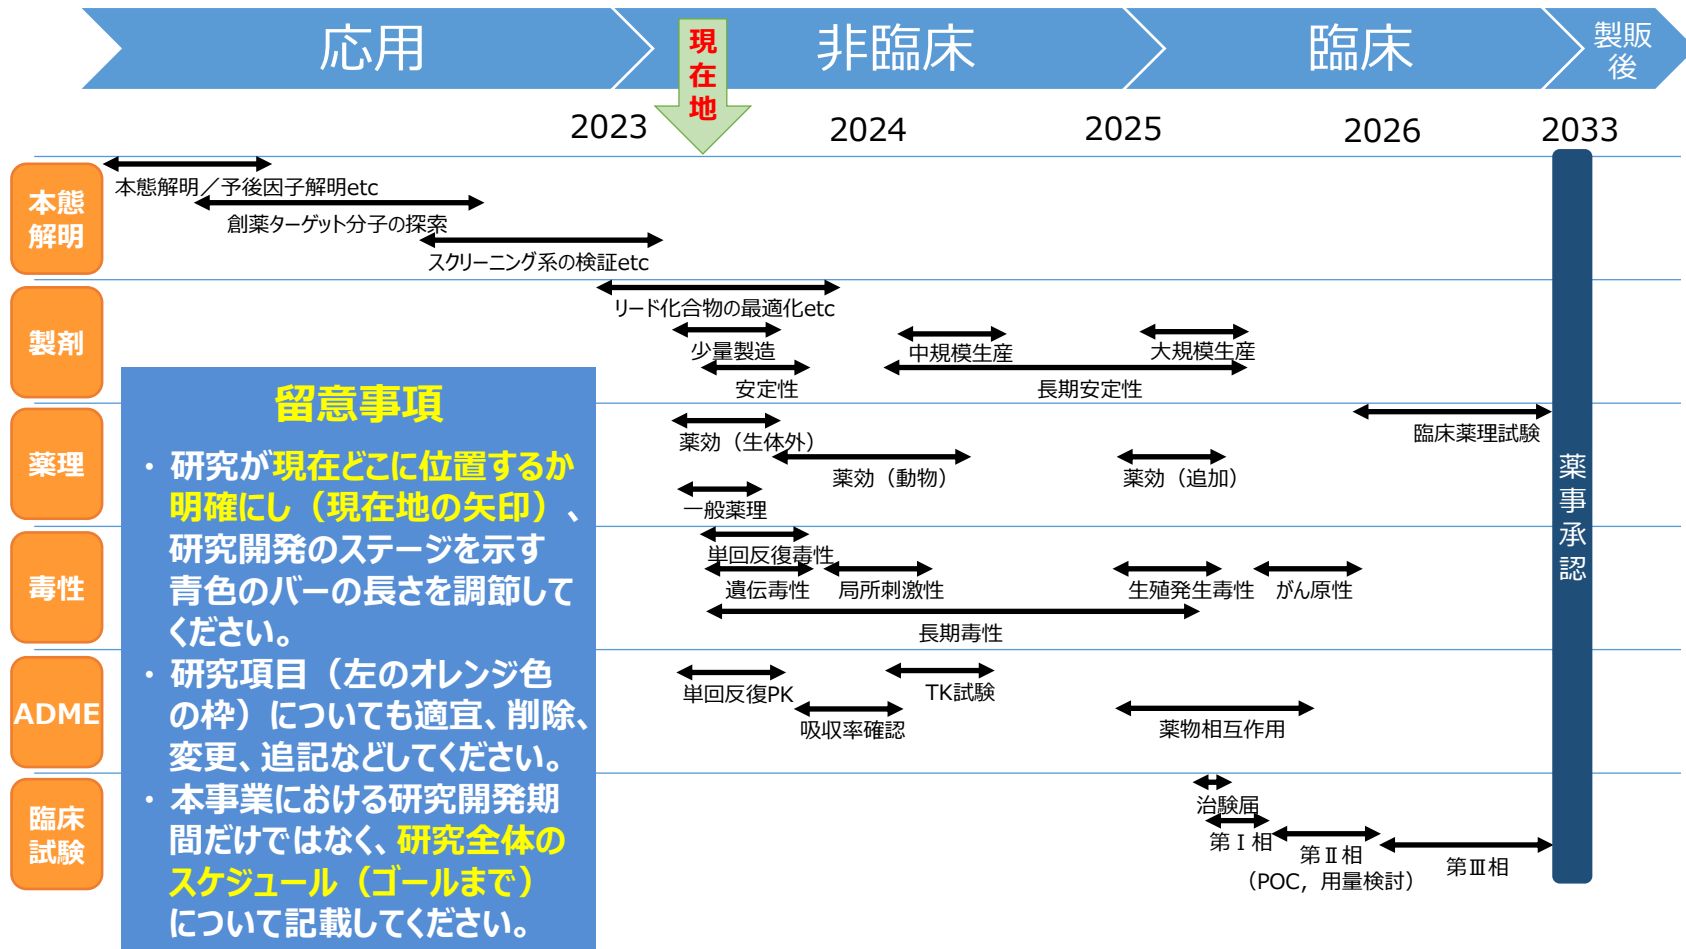 応用
非臨床
臨床
製販
後
現
在
地
2023
2024
2025
2026
2033
本態
解明
本態解明／予後因子解明etc
創薬ターゲット分子の探索
スクリーニング系の検証etc
製剤
リード化合物の最適化etc
少量製造
中規模生産
大規模生産
安定性
長期安定性
薬理
薬効（生体外）
臨床薬理試験
薬効（動物）
薬効（追加）
一般薬理
毒性
単回反復毒性
遺伝毒性
局所刺激性
生殖発生毒性
がん原性
長期毒性
ADME
単回反復PK
TK試験
吸収率確認
薬物相互作用
臨床
試験
治験届
第Ⅰ相
第Ⅱ相
（POC，用量検討）
第Ⅲ相
薬
事
承
認
留意事項
・ 研究が現在どこに位置するか
明確にし（現在地の矢印）、
研究開発のステージを示す
青色のバーの長さを調節して
ください。
・ 研究項目（左のオレンジ色
の枠）についても適宜、削除、
変更、追記などしてください。
・ 本事業における研究開発期
間だけではなく、研究全体の
スケジュール（ゴールまで）
について記載してください。